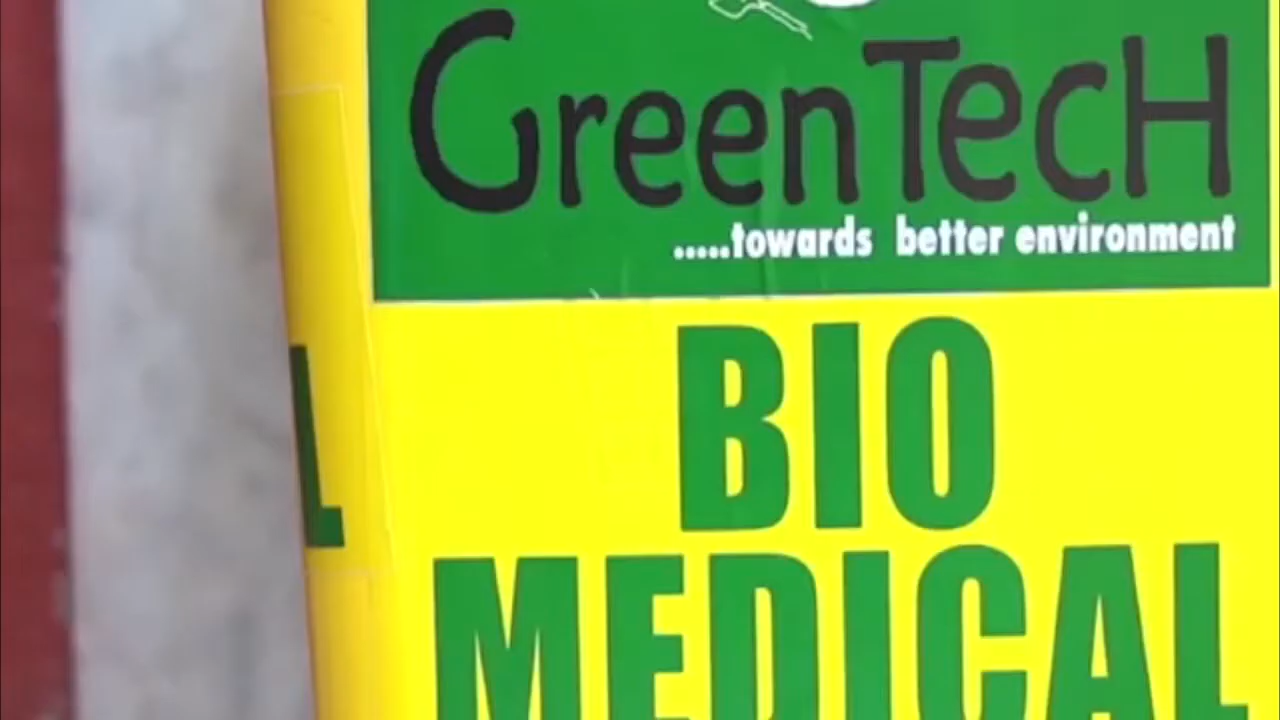 GreenTecH
.....towards better environment
BIO
MEDICAL
L